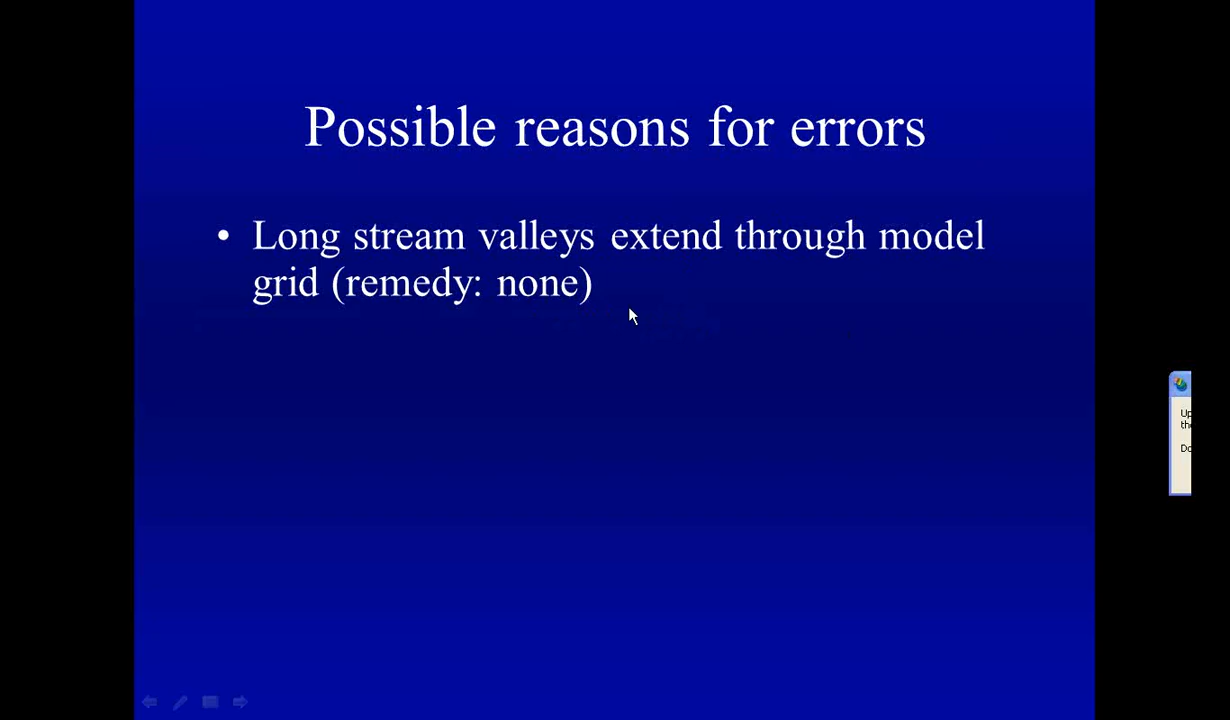 Possible reasons for errors
• Long stream valleys extend through model
grid (remedy: none)